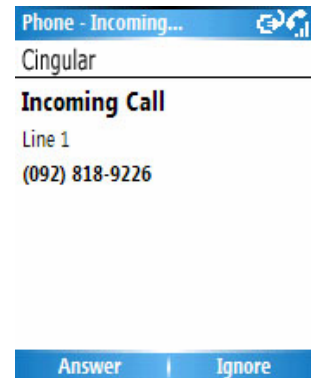 Phone - Incoming...
Cingular
Incoming Call
Line 1
(092) 818-9226
Answer Ignore